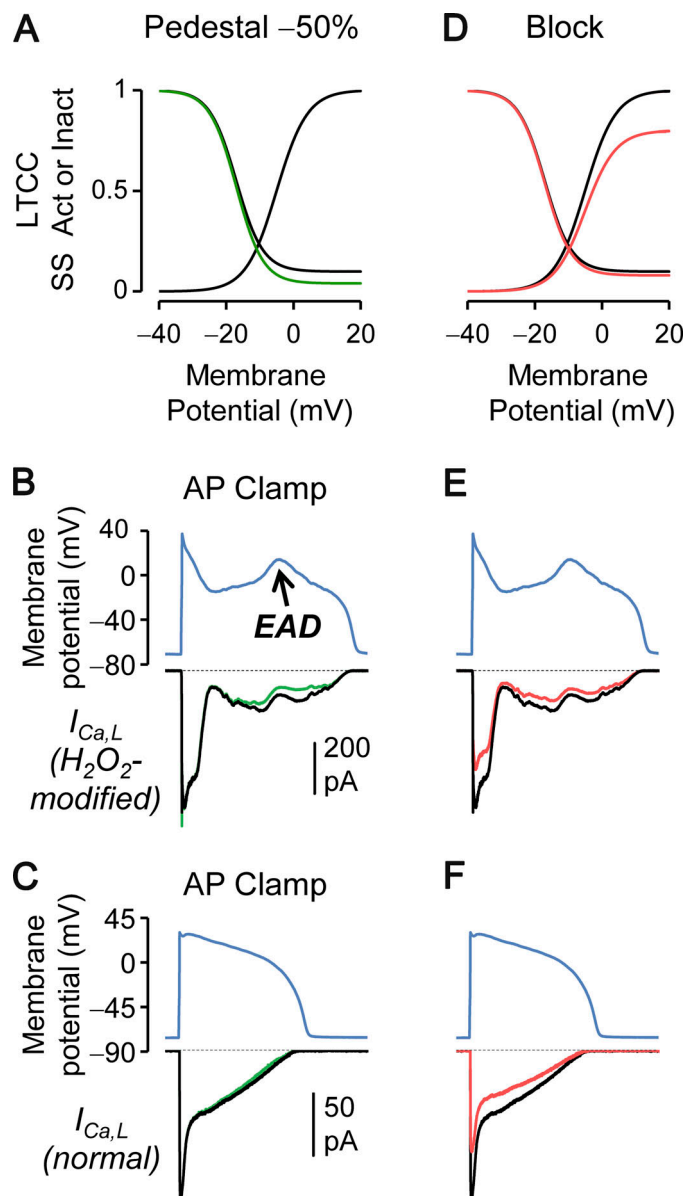 A
Pedestal –50%
D
Block
LTCC
SS Act or Inact
1
0.5
0
–40
–20
0
20
–40
–20
0
20
Membrane
Potential (mV)
Membrane
Potential (mV)
B
AP Clamp
E
Membrane
potential (mV)
40
0
–40
–80
EAD
I Ca,L
(H2O2-
modified)
200
pA
C
AP Clamp
F
Membrane
potential (mV)
45
0
–45
–90
I Ca,L
(normal)
50
pA